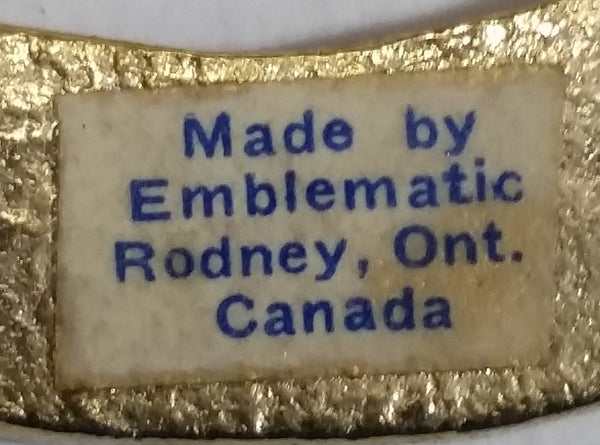 Made by
Emblematic
Rodney, Ont.
Canada